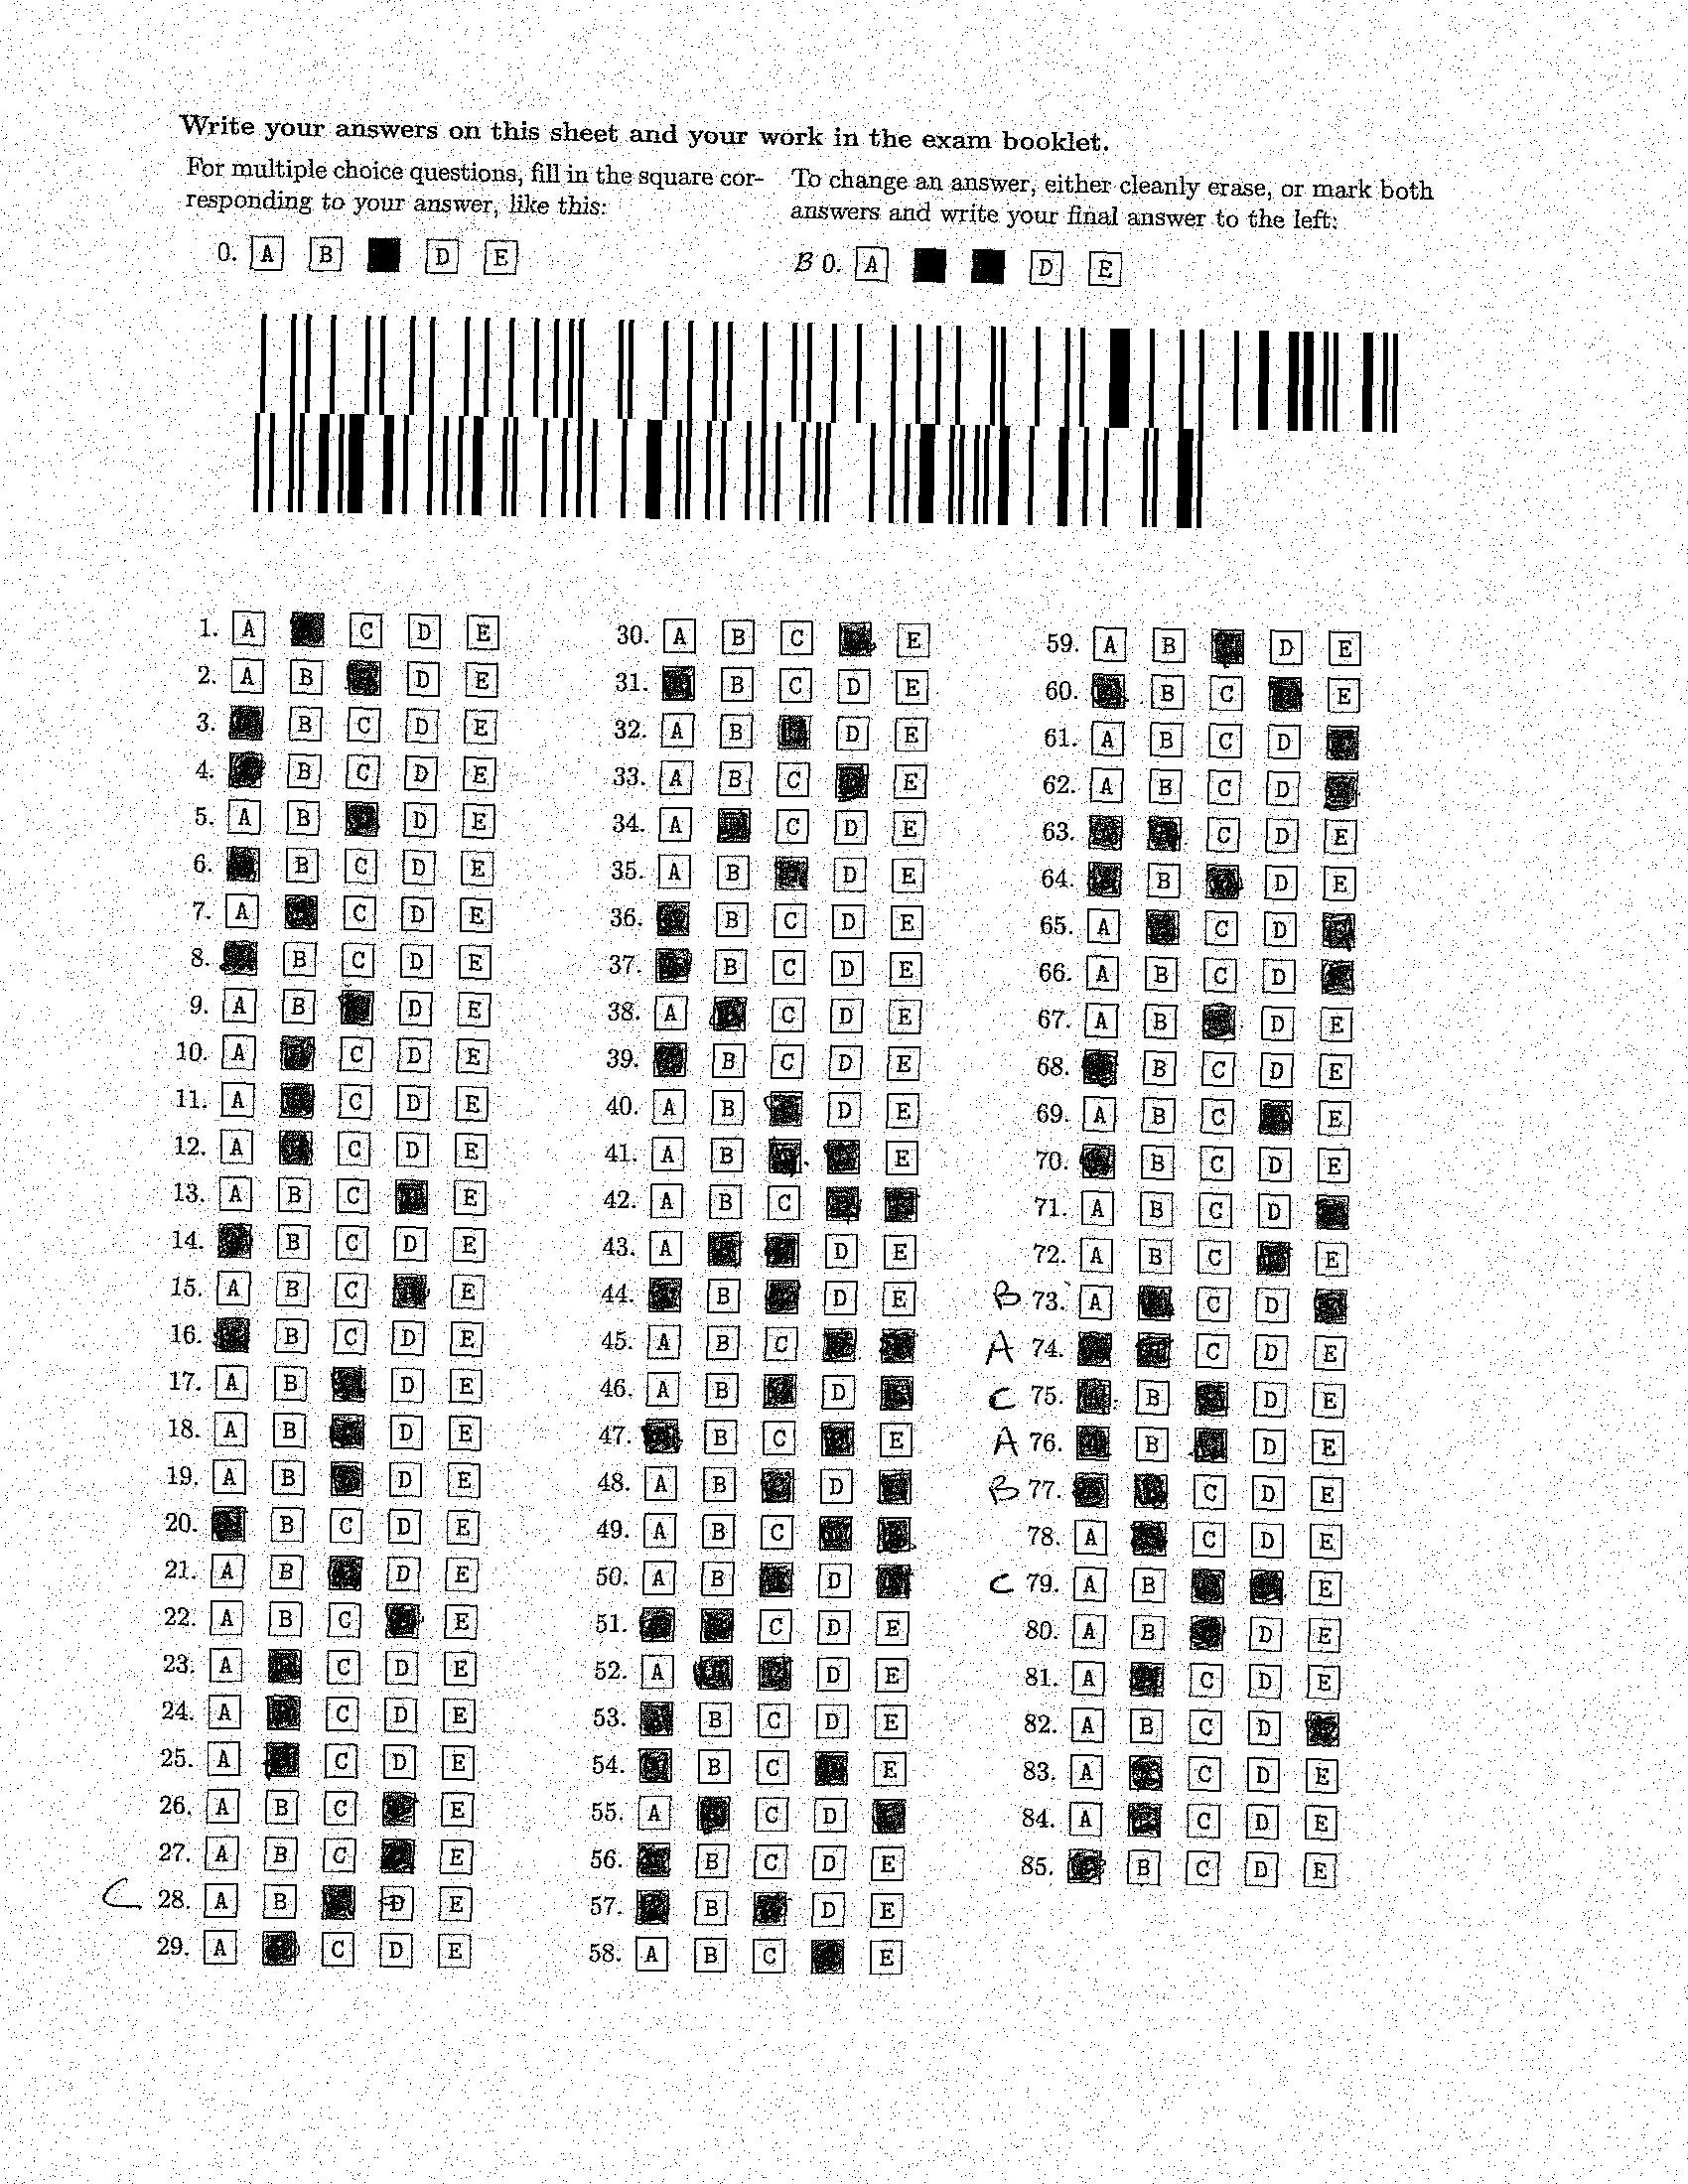 Write your answers on this sheet and your work in the exam booklet.
For multiple choice questions, fill in the square cor-
responding to your answer, like this:
0. A B D E
To change an answer, either cleanly erase, or mark both
answers and write your final answer to the left:
B 0. A D E
1. A C D E
2. A B D E
3. B C D E
4. B C D E
5. A B D E
6. B C D E
7. A C D E
8. B C D E
9. A B D E
10. A C D E
11. A C D E
12. A C D E
13. A B C E
14. B C D E
15. A B C E
16. B C D E
17. A B D E
18. A B D E
19. A B D E
20. B C D E
21. A B D E
22. A B C E
23. A C D E
24. A C D E
25. A C D E
26. A B C E
27. A B C E
C 28. A B D E
29. A C D E
30. A B C E
31. B C D E
32. A B D E
33. A B C E
34. A C D E
35. A B D E
36. B C D E
37. B C D E
38. A C D E
39. B C D E
40. A B D E
41. A B E
42. A B C
43. A D E
44. B D E
45. A B C
46. A B D
47. B C E
48. A B D
49. A B C
50. A B D
51. C D E
52. A D E
53. B C D E
54. B C E
55. A C D
56. B C D E
57. B D E
58. A B C E
59. A B D E
60. B C E
61. A B C D
62. A B C D
63. C D E
64. B D E
65. A C D
66. A B C D
67. A B D E
68. B C D E
69. A B C E
70. B C D E
71. A B C D
72. A B C E
B 73. A C D
A 74. C D E
C 75. B D E
A 76. B D E
B 77. C D E
78. A C D E
C 79. A B E
80. A B D E
81. A C D E
82. A B C D
83. A C D E
84. A C D E
85. B C D E